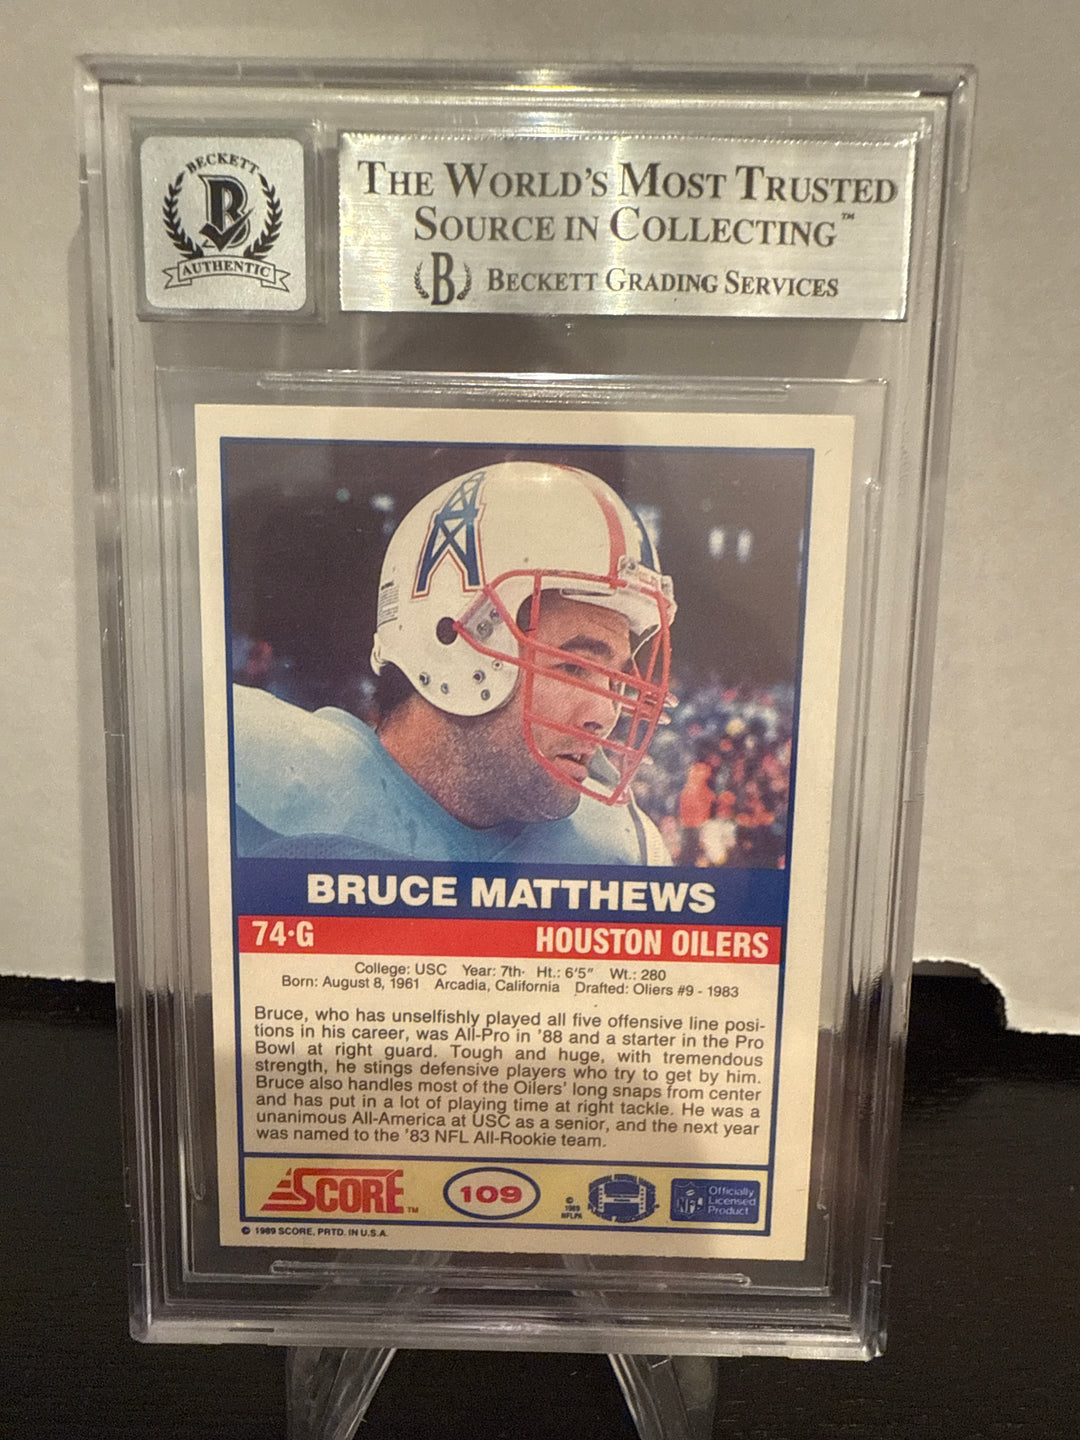 BECKETT
B
AUTHENTIC
THE WORLD'S MOST TRUSTED
SOURCE IN COLLECTING™
B BECKETT GRADING SERVICES
BRUCE MATTHEWS
74·G HOUSTON OILERS
College: USC Year: 7th· Ht.: 6'5" Wt.: 280
Born: August 8, 1961 Arcadia, California Drafted: Oliers #9 - 1983
Bruce, who has unselfishly played all five offensive line posi-
tions in his career, was All-Pro in '88 and a starter in the Pro
Bowl at right guard. Tough and huge, with tremendous
strength, he stings defensive players who try to get by him.
Bruce also handles most of the Oilers' long snaps from center
and has put in a lot of playing time at right tackle. He was a
unanimous All-America at USC as a senior, and the next year
was named to the '83 NFL All-Rookie team.
SCORE™ 109 © 1989 NFLPA NFL Officially Licensed Product
© 1989 SCORE, PRTD. IN U.S.A.